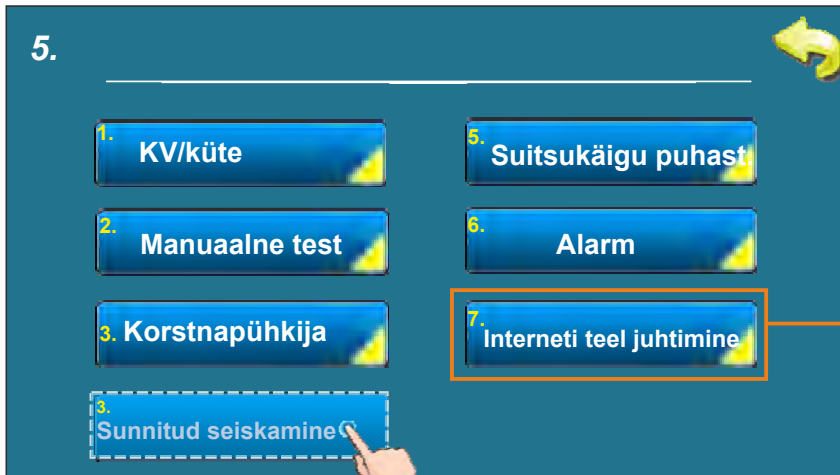 5.
1. KV/küte
2. Manuaalne test
3. Korstnapühkija
3. Sunnitud seiskamine
5. Suitsukäigu puhast.
6. Alarm
7. Interneti teel juhtimine